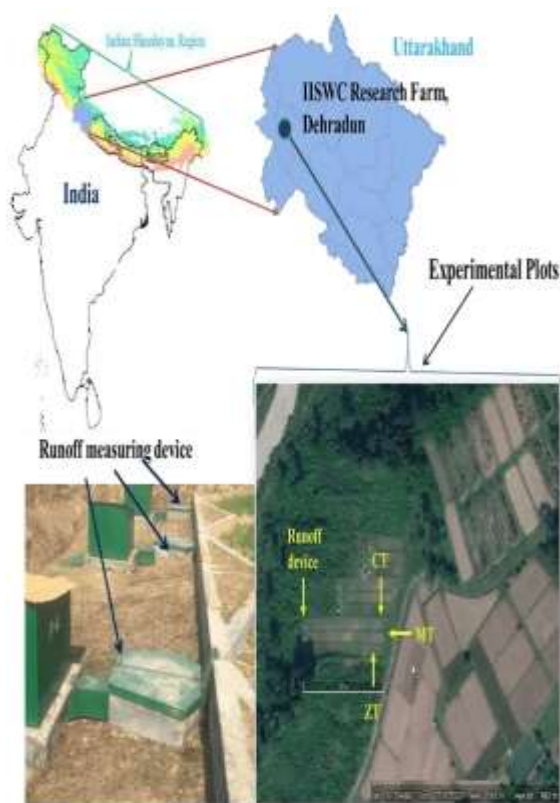 Indian Himalayan Region
Uttarakhand
IISWC Research Farm,
Dehradun
India
Experimental Plots
Runoff measuring device
Runoff
device
CT
MT
ZT